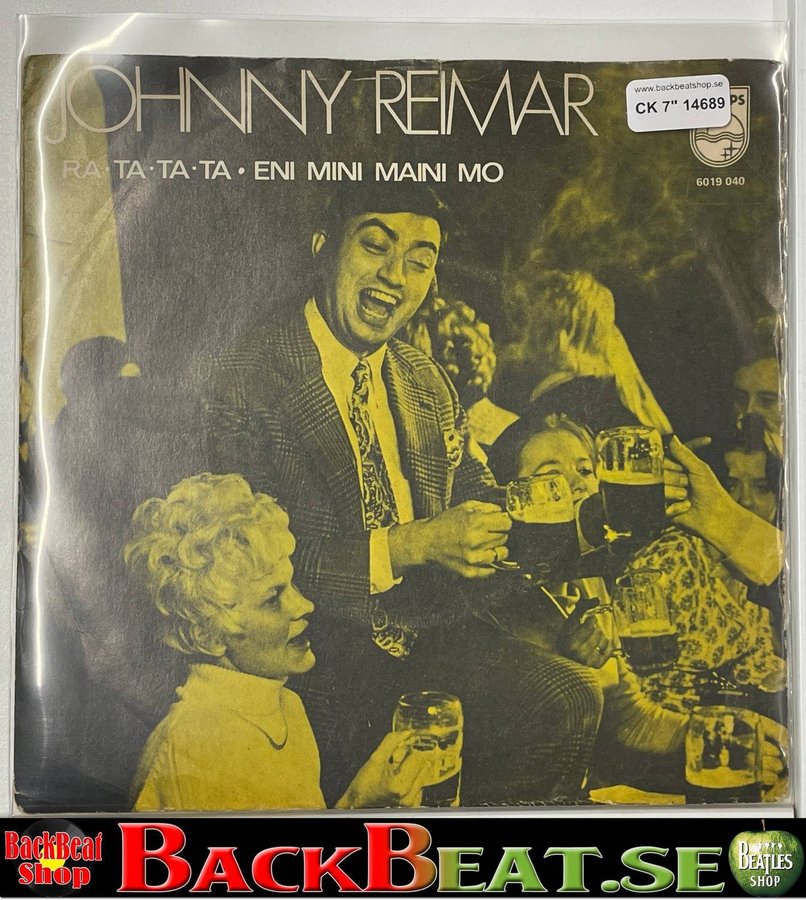 JOHNNY REIMAR
www.backbeatshop.se
CK 7" 14689
PS
6019 040
RA·TA·TA·TA • ENI MINI MAINI MO
BackBeat
Shop
BACKBEAT.SE
BEATLES
SHOP